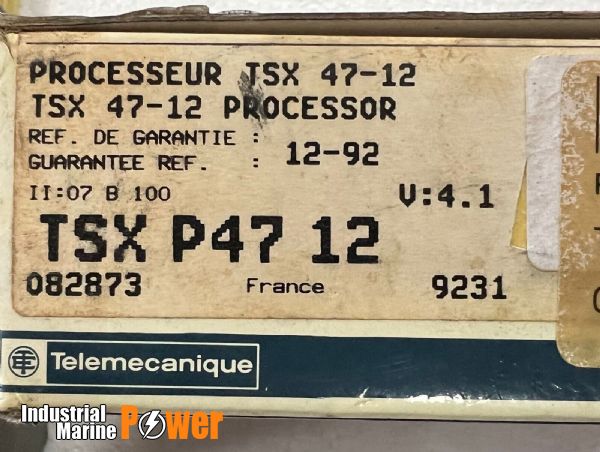 PROCESSEUR TSX 47-12
TSX 47-12 PROCESSOR
REF. DE GARANTIE :
GUARANTEE REF. : 12-92
II:07 B 100 V:4.1
TSX P47 12
082873 France 9231
Telemecanique
Industrial
Marine Power